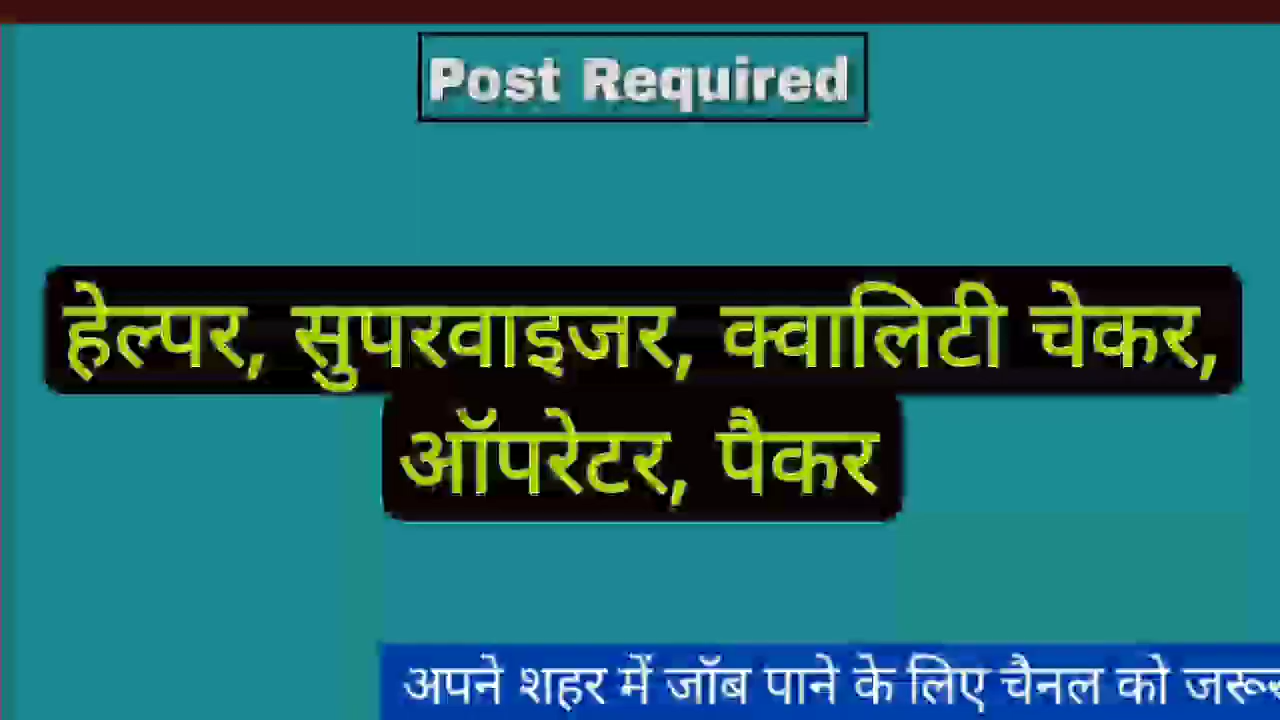 Post Required
हेल्पर, सुपरवाइजर, क्वालिटी चेकर,
ऑपरेटर, पैकर
अपने शहर में जॉब पाने के लिए चैनल को